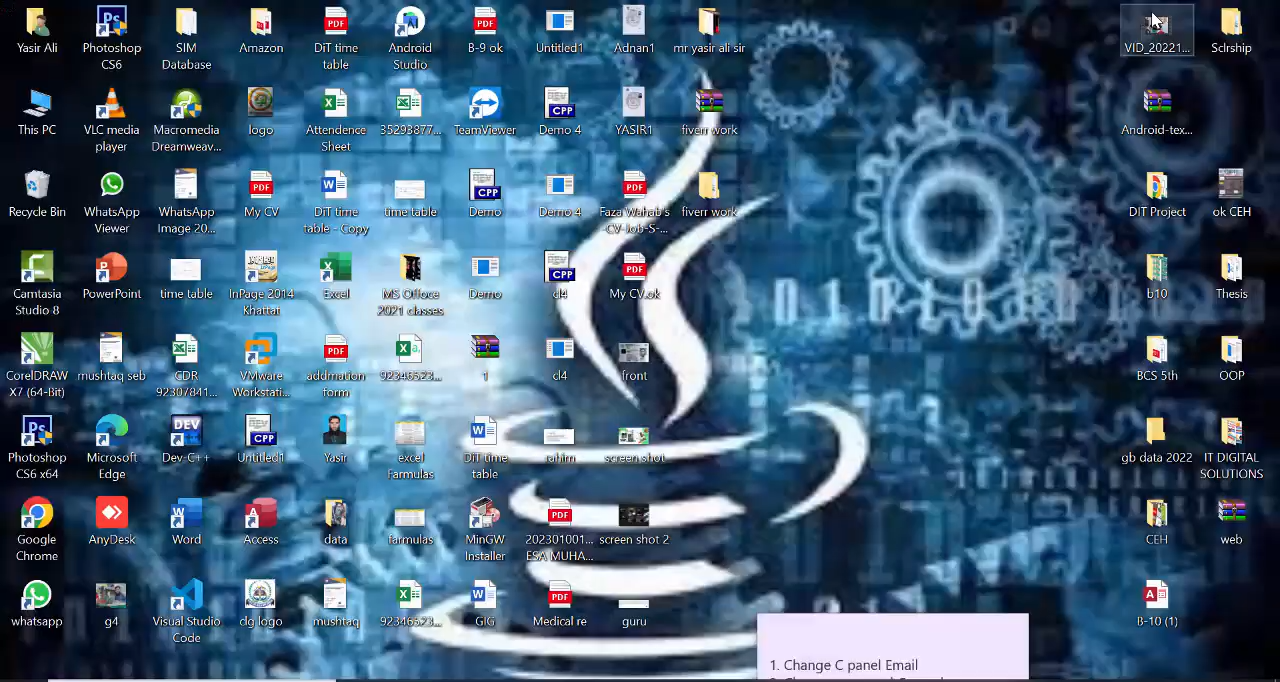 Yasir Ali
Photoshop CS6
SIM Database
Amazon
DiT time table
Android Studio
B-9 ok
Untitled1
Adnan1
mr yasir ali sir
VID_20221...
Sclrship
This PC
VLC media player
Macromedia Dreamweav...
logo
Attendence Sheet
35293877...
TeamViewer
Demo 4
YASIR1
fiverr work
Android-tex...
Recycle Bin
WhatsApp Viewer
WhatsApp Image 20...
My CV
DiT time table - Copy
time table
Demo
Demo 4
Faza Wahab's -CV-Job-S-...
fiverr work
DIT Project
ok CEH
Camtasia Studio 8
PowerPoint
time table
InPage 2014 Khattat
Excel
MS Offoce 2021 classes
Demo
cl4
My CV ok
b10
Thesis
CorelDRAW X7 (64-Bit)
mushtaq seb
CDR 92307841...
VMware Workstati...
addmation form
92346523...
1
cl4
front
BCS 5th
OOP
Photoshop CS6 x64
Microsoft Edge
Dev-C++
Untitled1
Yasir
excel Farmulas
DiT time table
fahim
screen shot
gb data 2022
IT DIGITAL SOLUTIONS
Google Chrome
AnyDesk
Word
Access
data
farmulas
MinGW Installer
202301001... ESA MUHA...
screen shot 2
CEH
web
whatsapp
g4
Visual Studio Code
clg logo
mushtaq
92346523...
GIG
Medical re
guru
B-10 (1)
1. Change C panel Email